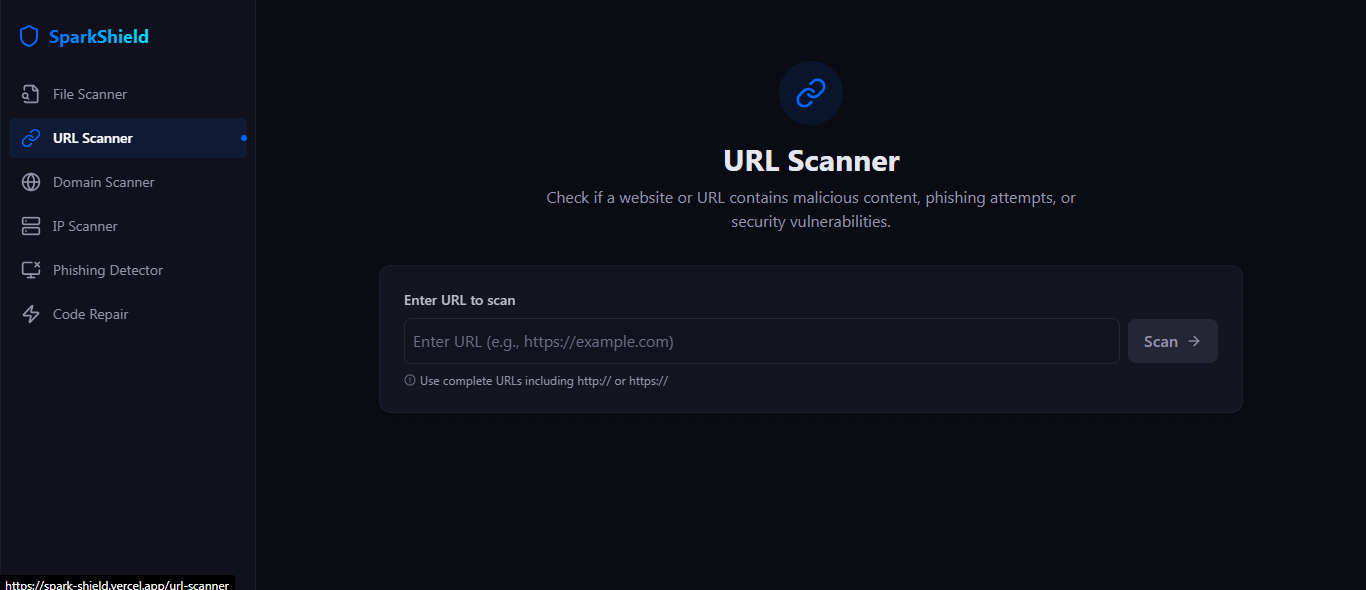 SparkShield
File Scanner
URL Scanner
Domain Scanner
IP Scanner
Phishing Detector
Code Repair
URL Scanner
Check if a website or URL contains malicious content, phishing attempts, or
security vulnerabilities.
Enter URL to scan
Enter URL (e.g., https://example.com)
Scan →
Use complete URLs including http:// or https://
https://spark-shield.vercel.app/url-scanner